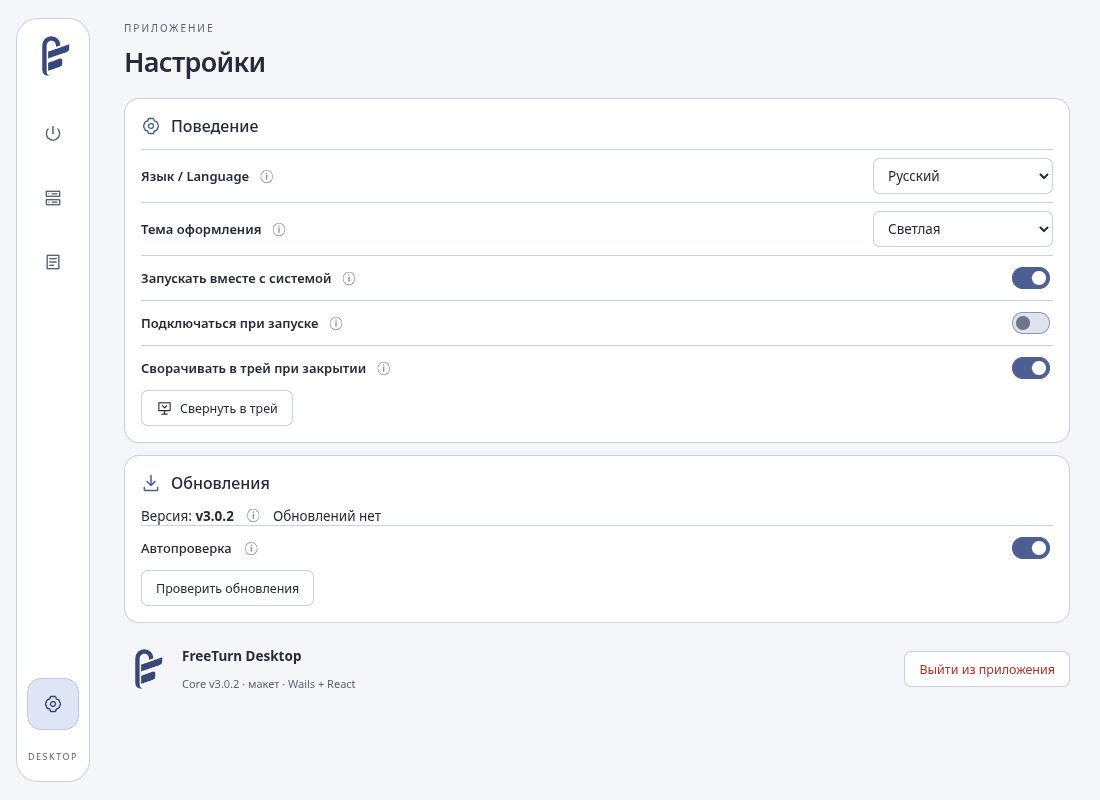 ПРИЛОЖЕНИЕ
Настройки
Поведение
Язык / Language
Русский
Тема оформления
Светлая
Запускать вместе с системой
Подключаться при запуске
Сворачивать в трей при закрытии
Свернуть в трей
Обновления
Версия: v3.0.2 Обновлений нет
Автопроверка
Проверить обновления
FreeTurn Desktop
Core v3.0.2 · макет · Wails + React
Выйти из приложения
DESKTOP